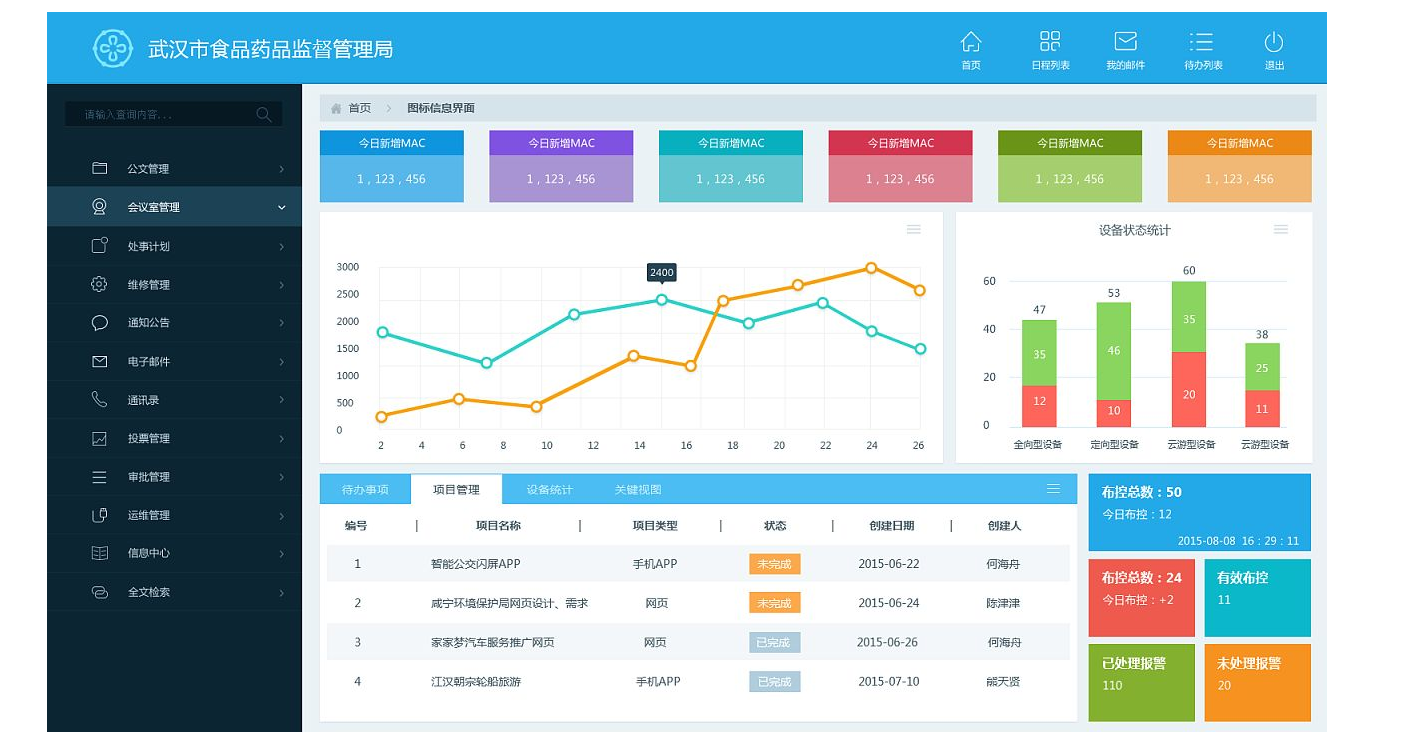 武汉市食品药品监督管理局
首页 日程列表 我的邮件 待办列表 退出
请输入查询内容...
公文管理
会议室管理
处事计划
维修管理
通知公告
电子邮件
通讯录
投票管理
审批管理
运维管理
信息中心
全文检索
首页 > 图标信息界面
今日新增MAC 今日新增MAC 今日新增MAC 今日新增MAC 今日新增MAC 今日新增MAC
1，123，456 1，123，456 1，123，456 1，123，456 1，123，456 1，123，456
2400
3000
2500
2000
1500
1000
500
0
2 4 6 8 10 12 14 16 18 20 22 24 26
设备状态统计
60
40
20
0
47 53 60 38
35 46 35 25
12 10 20 11
全向型设备 定向型设备 云游型设备 云游型设备
待办事项 项目管理 设备统计 关键视图
编号 | 项目名称 | 项目类型 | 状态 | 创建日期 | 创建人
1 智能公交闪屏APP 手机APP 未完成 2015-06-22 何海舟
2 咸宁环境保护局网页设计、需求 网页 未完成 2015-06-24 陈津津
3 家家梦汽车服务推广网页 网页 已完成 2015-06-26 何海舟
4 江汉朝宗轮船旅游 手机APP 已完成 2015-07-10 熊天贤
布控总数：50
今日布控：12
2015-08-08 16：29：11
布控总数：24
今日布控：+2
有效布控
11
已处理报警
110
未处理报警
20